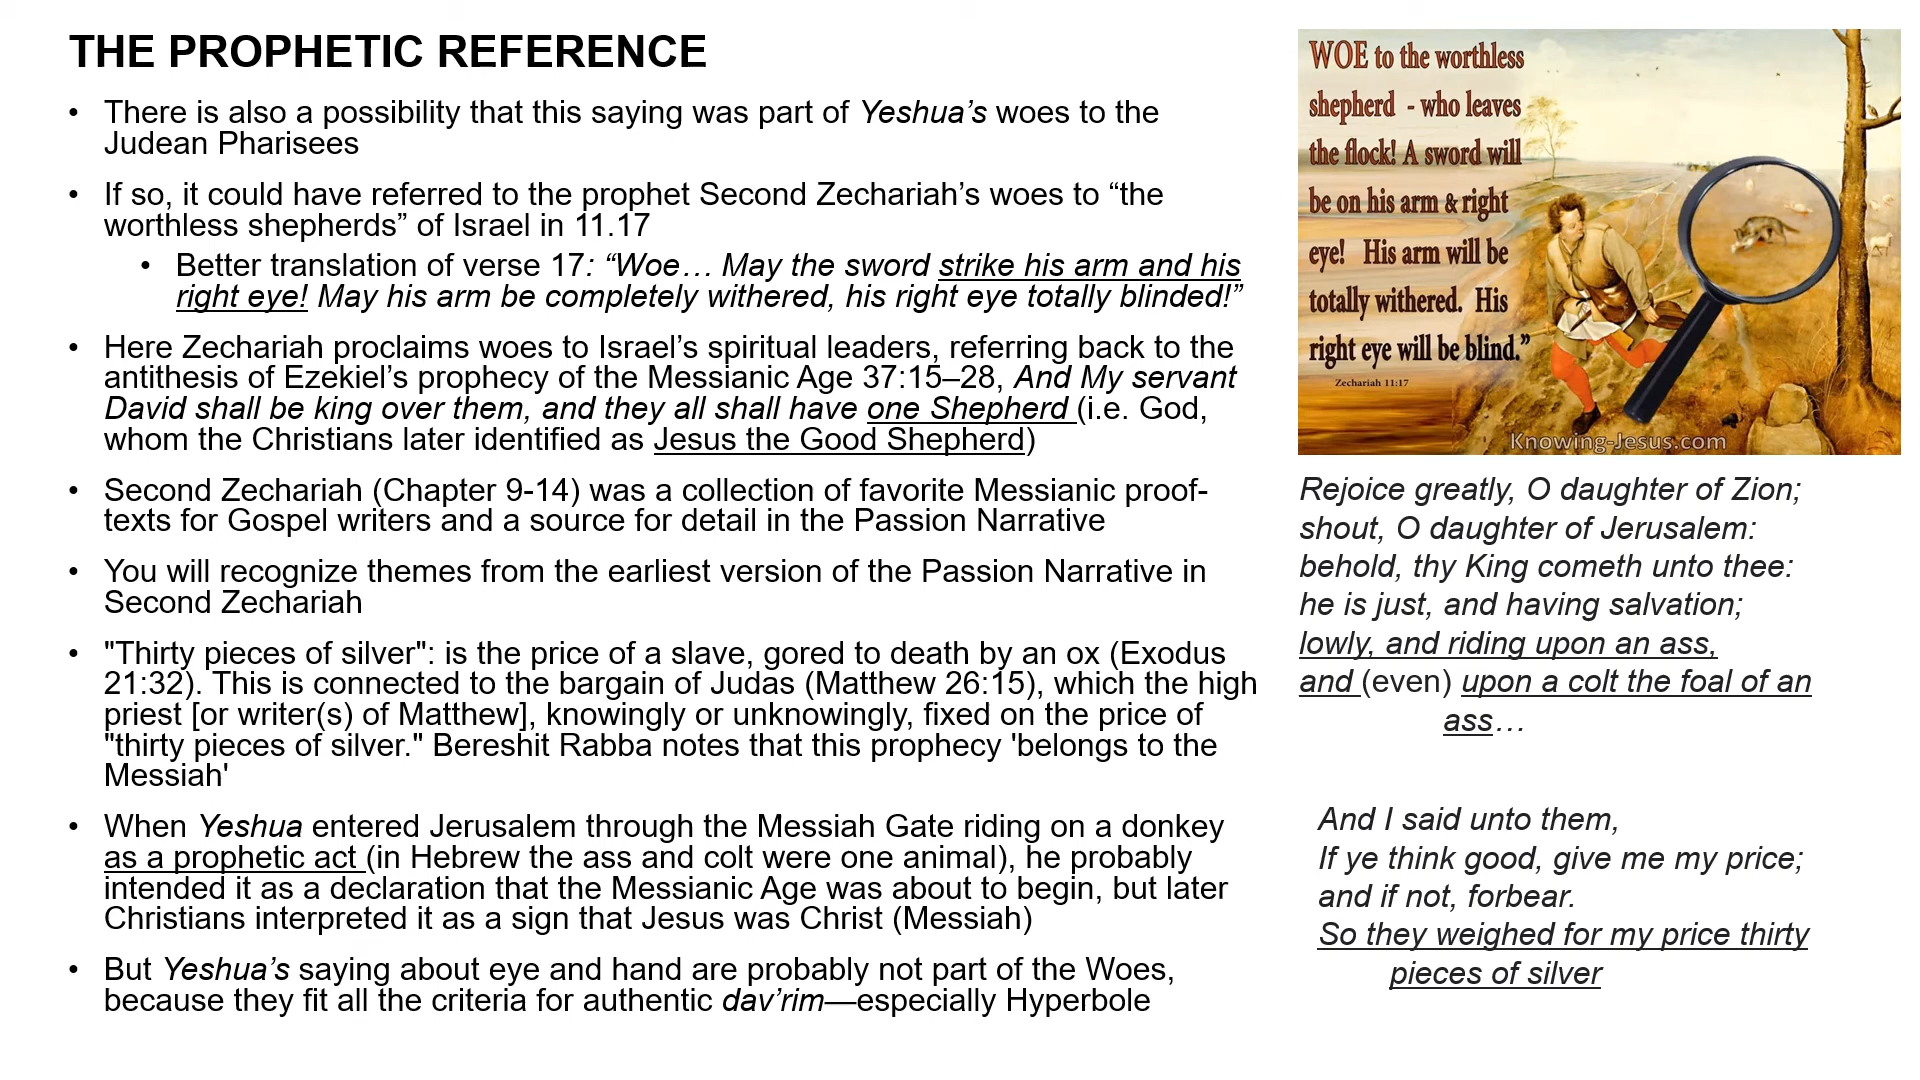 THE PROPHETIC REFERENCE
• There is also a possibility that this saying was part of Yeshua’s woes to the
Judean Pharisees
• If so, it could have referred to the prophet Second Zechariah’s woes to “the
worthless shepherds” of Israel in 11.17
• Better translation of verse 17: “Woe… May the sword strike his arm and his
right eye! May his arm be completely withered, his right eye totally blinded!”
• Here Zechariah proclaims woes to Israel’s spiritual leaders, referring back to the
antithesis of Ezekiel’s prophecy of the Messianic Age 37:15–28, And My servant
David shall be king over them, and they all shall have one Shepherd (i.e. God,
whom the Christians later identified as Jesus the Good Shepherd)
• Second Zechariah (Chapter 9-14) was a collection of favorite Messianic proof-
texts for Gospel writers and a source for detail in the Passion Narrative
• You will recognize themes from the earliest version of the Passion Narrative in
Second Zechariah
• "Thirty pieces of silver": is the price of a slave, gored to death by an ox (Exodus
21:32). This is connected to the bargain of Judas (Matthew 26:15), which the high
priest [or writer(s) of Matthew], knowingly or unknowingly, fixed on the price of
"thirty pieces of silver." Bereshit Rabba notes that this prophecy 'belongs to the
Messiah'
• When Yeshua entered Jerusalem through the Messiah Gate riding on a donkey
as a prophetic act (in Hebrew the ass and colt were one animal), he probably
intended it as a declaration that the Messianic Age was about to begin, but later
Christians interpreted it as a sign that Jesus was Christ (Messiah)
• But Yeshua’s saying about eye and hand are probably not part of the Woes,
because they fit all the criteria for authentic dav’rim—especially Hyperbole
WOE to the worthless
shepherd - who leaves
the flock! A sword will
be on his arm & right
eye! His arm will be
totally withered. His
right eye will be blind.”
Zechariah 11:17
Knowing-Jesus.com
Rejoice greatly, O daughter of Zion;
shout, O daughter of Jerusalem:
behold, thy King cometh unto thee:
he is just, and having salvation;
lowly, and riding upon an ass,
and (even) upon a colt the foal of an
ass…
And I said unto them,
If ye think good, give me my price;
and if not, forbear.
So they weighed for my price thirty
pieces of silver